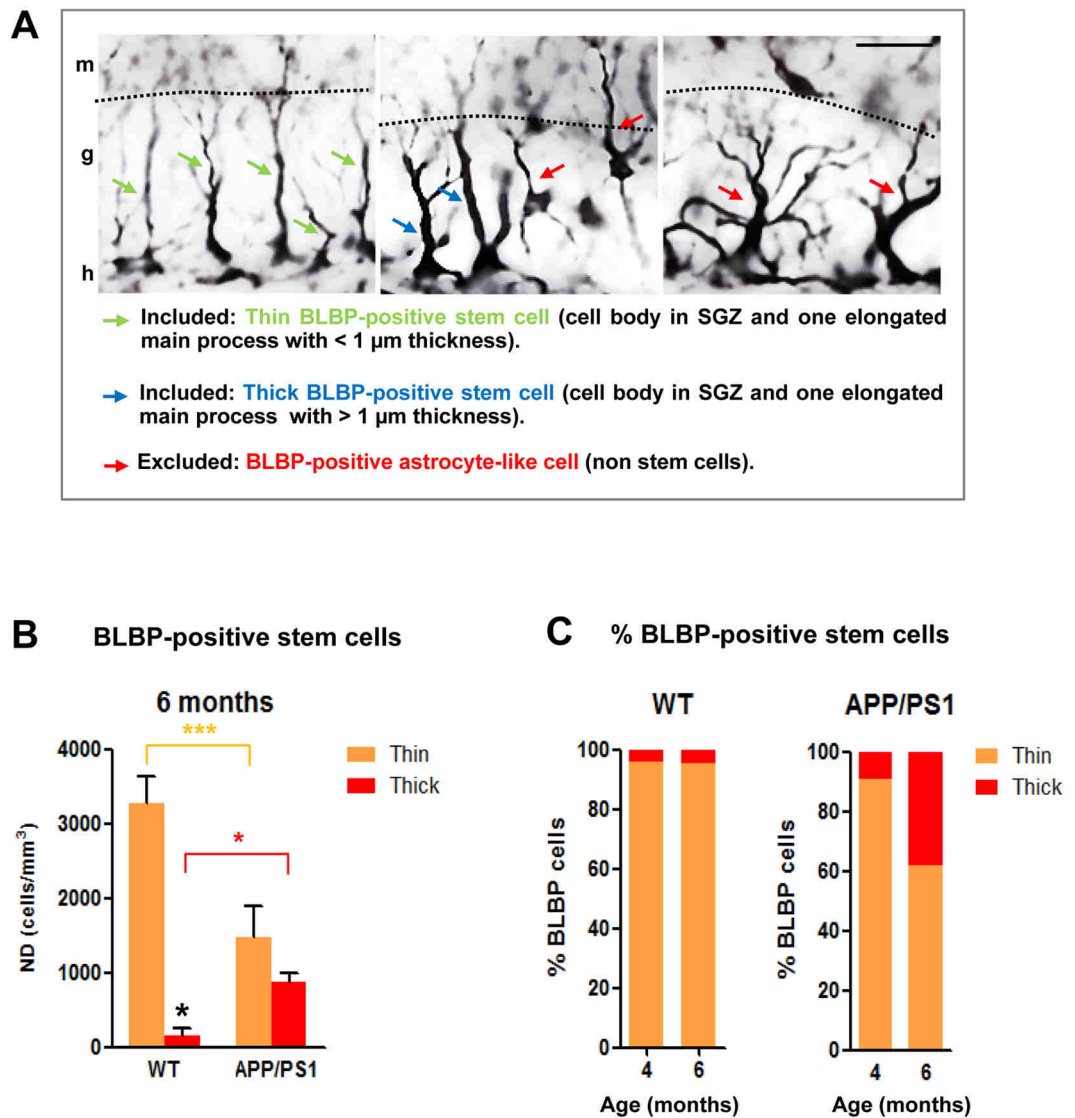 A
m
g
h
Included: Thin BLBP-positive stem cell (cell body in SGZ and one elongated
main process with < 1 µm thickness).
Included: Thick BLBP-positive stem cell (cell body in SGZ and one elongated
main process with > 1 µm thickness).
Excluded: BLBP-positive astrocyte-like cell (non stem cells).
B
BLBP-positive stem cells
6 months
***
4000
3000
2000
1000
0
ND (cells/mm³)
*
*
WT
APP/PS1
Thin
Thick
C
% BLBP-positive stem cells
WT
100
80
60
40
20
0
% BLBP cells
4
6
Age (months)
APP/PS1
100
80
60
40
20
0
% BLBP cells
4
6
Age (months)
Thin
Thick